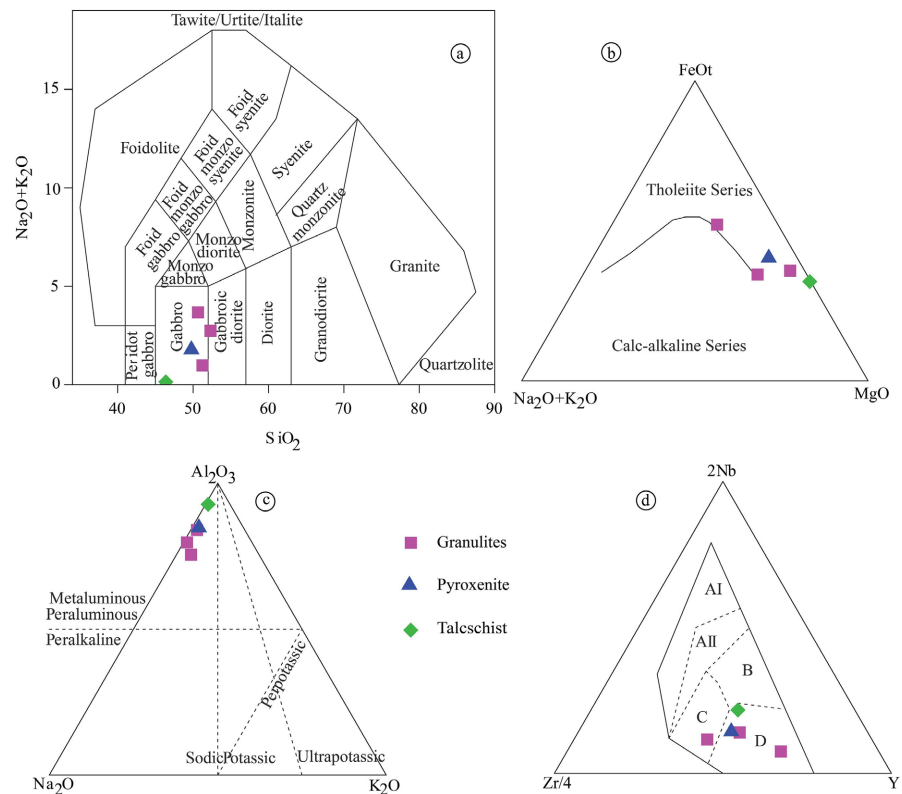 Tawite/Urtite/Italite
a
15
10
5
0
Na₂O+K₂O
Foidolite
Foid
syenite
Foid
monzo
syenite
Foid
monzo
gabbro
Foid
gabbro
Syenite
Quartz
monzonite
Monzonite
Monzo
diorite
Monzo
gabbro
Granite
Peridot
gabbro
Gabbro
Gabbroic
diorite
Diorite
Granodiorite
Quartzolite
40
50
60
70
80
90
SiO₂
b
FeOt
Tholeiite Series
Calc-alkaline Series
Na₂O+K₂O
MgO
Al₂O₃
c
Metaluminous
Peraluminous
Peralkaline
Perpotassic
Sodic
Potassic
Ultrapotassic
Na₂O
K₂O
Granulites
Pyroxenite
Talcschist
2Nb
d
AI
AII
B
C
D
Zr/4
Y